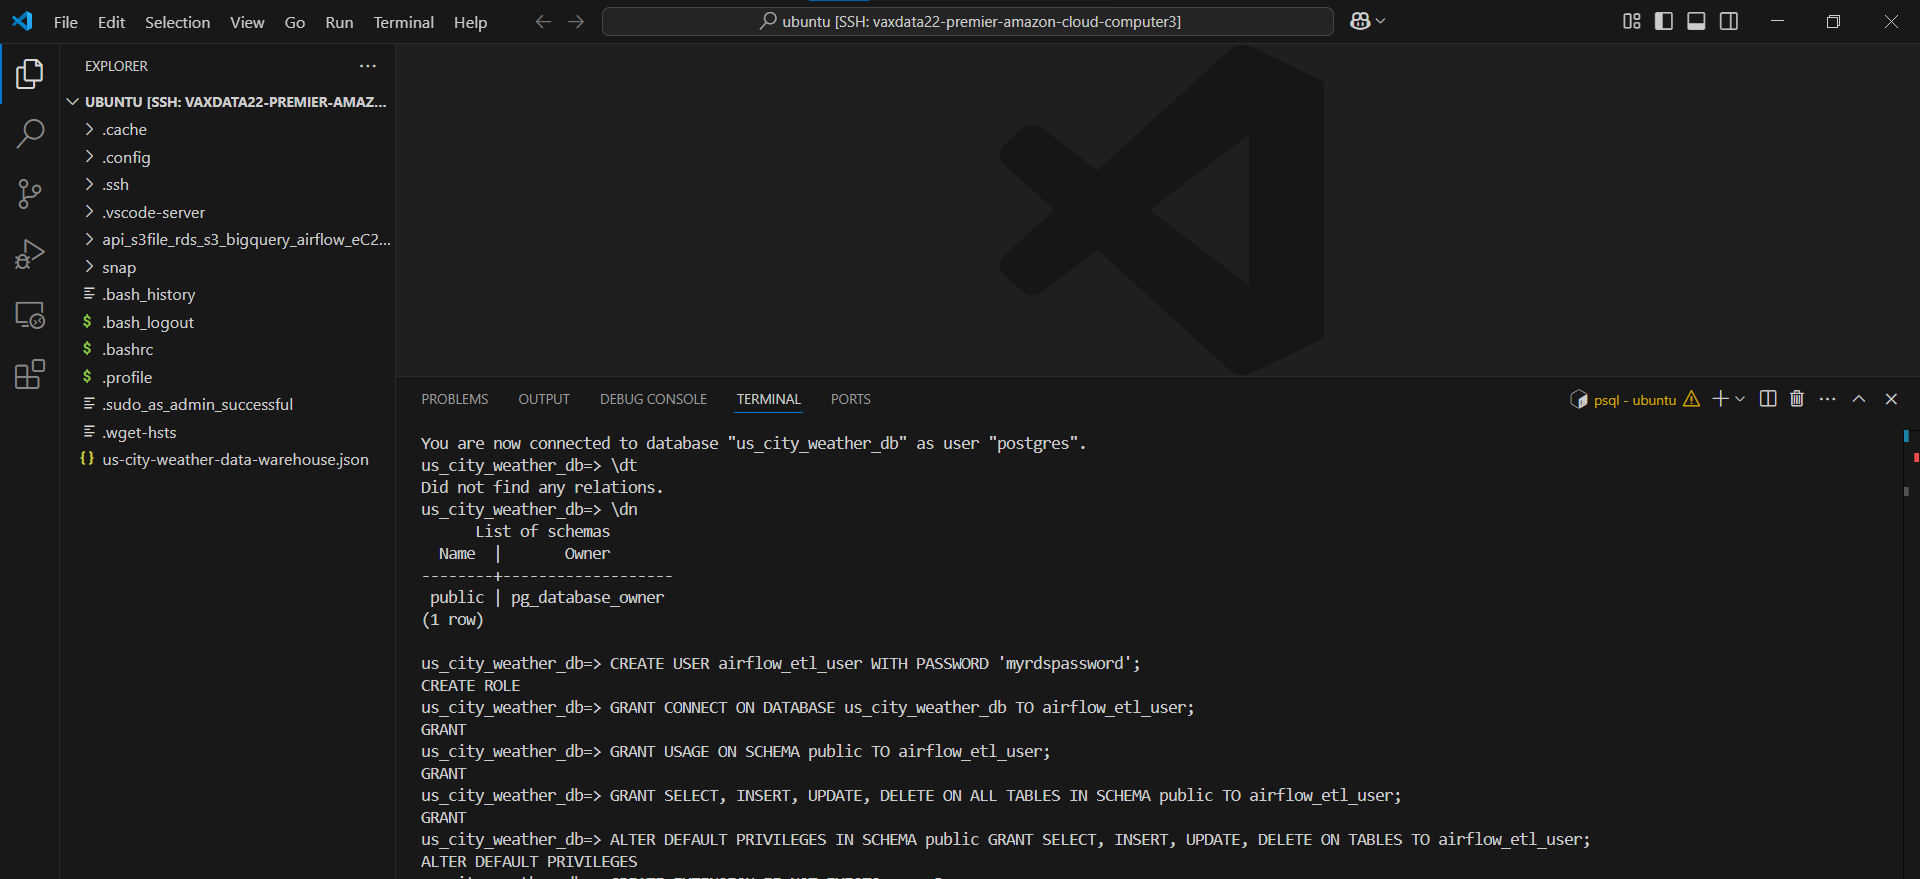 File Edit Selection View Go Run Terminal Help
ubuntu [SSH: vaxdata22-premier-amazon-cloud-computer3]
EXPLORER
UBUNTU [SSH: VAXDATA22-PREMIER-AMAZ...
.cache
.config
.ssh
.vscode-server
api_s3file_rds_s3_bigquery_airflow_eC2...
snap
.bash_history
.bash_logout
.bashrc
.profile
.sudo_as_admin_successful
.wget-hsts
us-city-weather-data-warehouse.json
PROBLEMS OUTPUT DEBUG CONSOLE TERMINAL PORTS
psql - ubuntu
You are now connected to database "us_city_weather_db" as user "postgres".
us_city_weather_db=> \dt
Did not find any relations.
us_city_weather_db=> \dn
List of schemas
Name | Owner
--------+-------------------
public | pg_database_owner
(1 row)
us_city_weather_db=> CREATE USER airflow_etl_user WITH PASSWORD 'myrdspassword';
CREATE ROLE
us_city_weather_db=> GRANT CONNECT ON DATABASE us_city_weather_db TO airflow_etl_user;
GRANT
us_city_weather_db=> GRANT USAGE ON SCHEMA public TO airflow_etl_user;
GRANT
us_city_weather_db=> GRANT SELECT, INSERT, UPDATE, DELETE ON ALL TABLES IN SCHEMA public TO airflow_etl_user;
GRANT
us_city_weather_db=> ALTER DEFAULT PRIVILEGES IN SCHEMA public GRANT SELECT, INSERT, UPDATE, DELETE ON TABLES TO airflow_etl_user;
ALTER DEFAULT PRIVILEGES